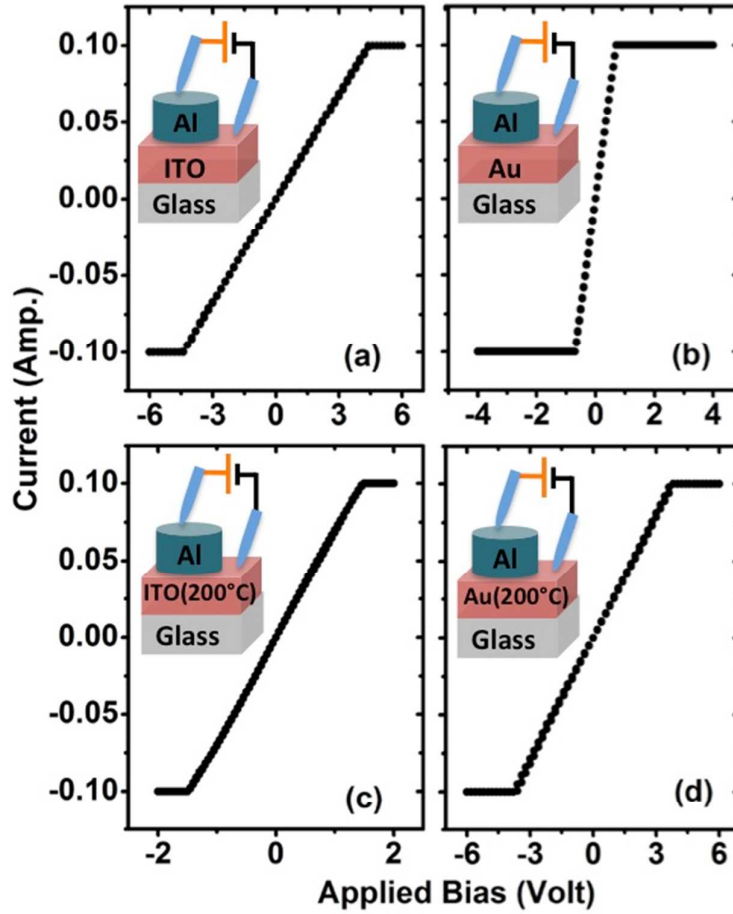 Current (Amp.)
0.10
0.05
0.00
-0.05
-0.10
Al
ITO
Glass
(a)
-6 -3 0 3 6
Al
Au
Glass
(b)
-4 -2 0 2 4
0.10
0.05
0.00
-0.05
-0.10
Al
ITO(200°C)
Glass
(c)
-2 0 2
Al
Au(200°C)
Glass
(d)
-6 -3 0 3 6
Applied Bias (Volt)